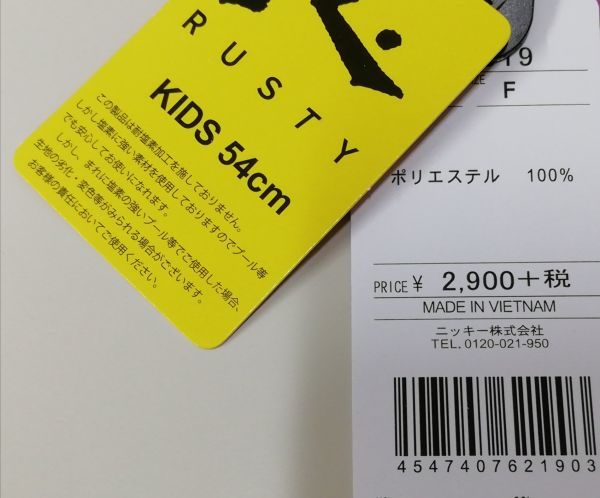 RUSTY
KIDS 54cm
この製品は耐塩素加工を施しておりません。
しかし塩素に強い素材を使用しておりますのでプール等
でも安心してお使いになれます。
しかし、まれに塩素の強いプール等でご使用した場合、
生地の劣化・変色等がみられる場合がございます。
お客様の責任においてご使用ください。
19
F
ポリエステル 100%
PRICE ¥ 2,900+税
MADE IN VIETNAM
ニッキー株式会社
TEL. 0120-021-950
4547407621903